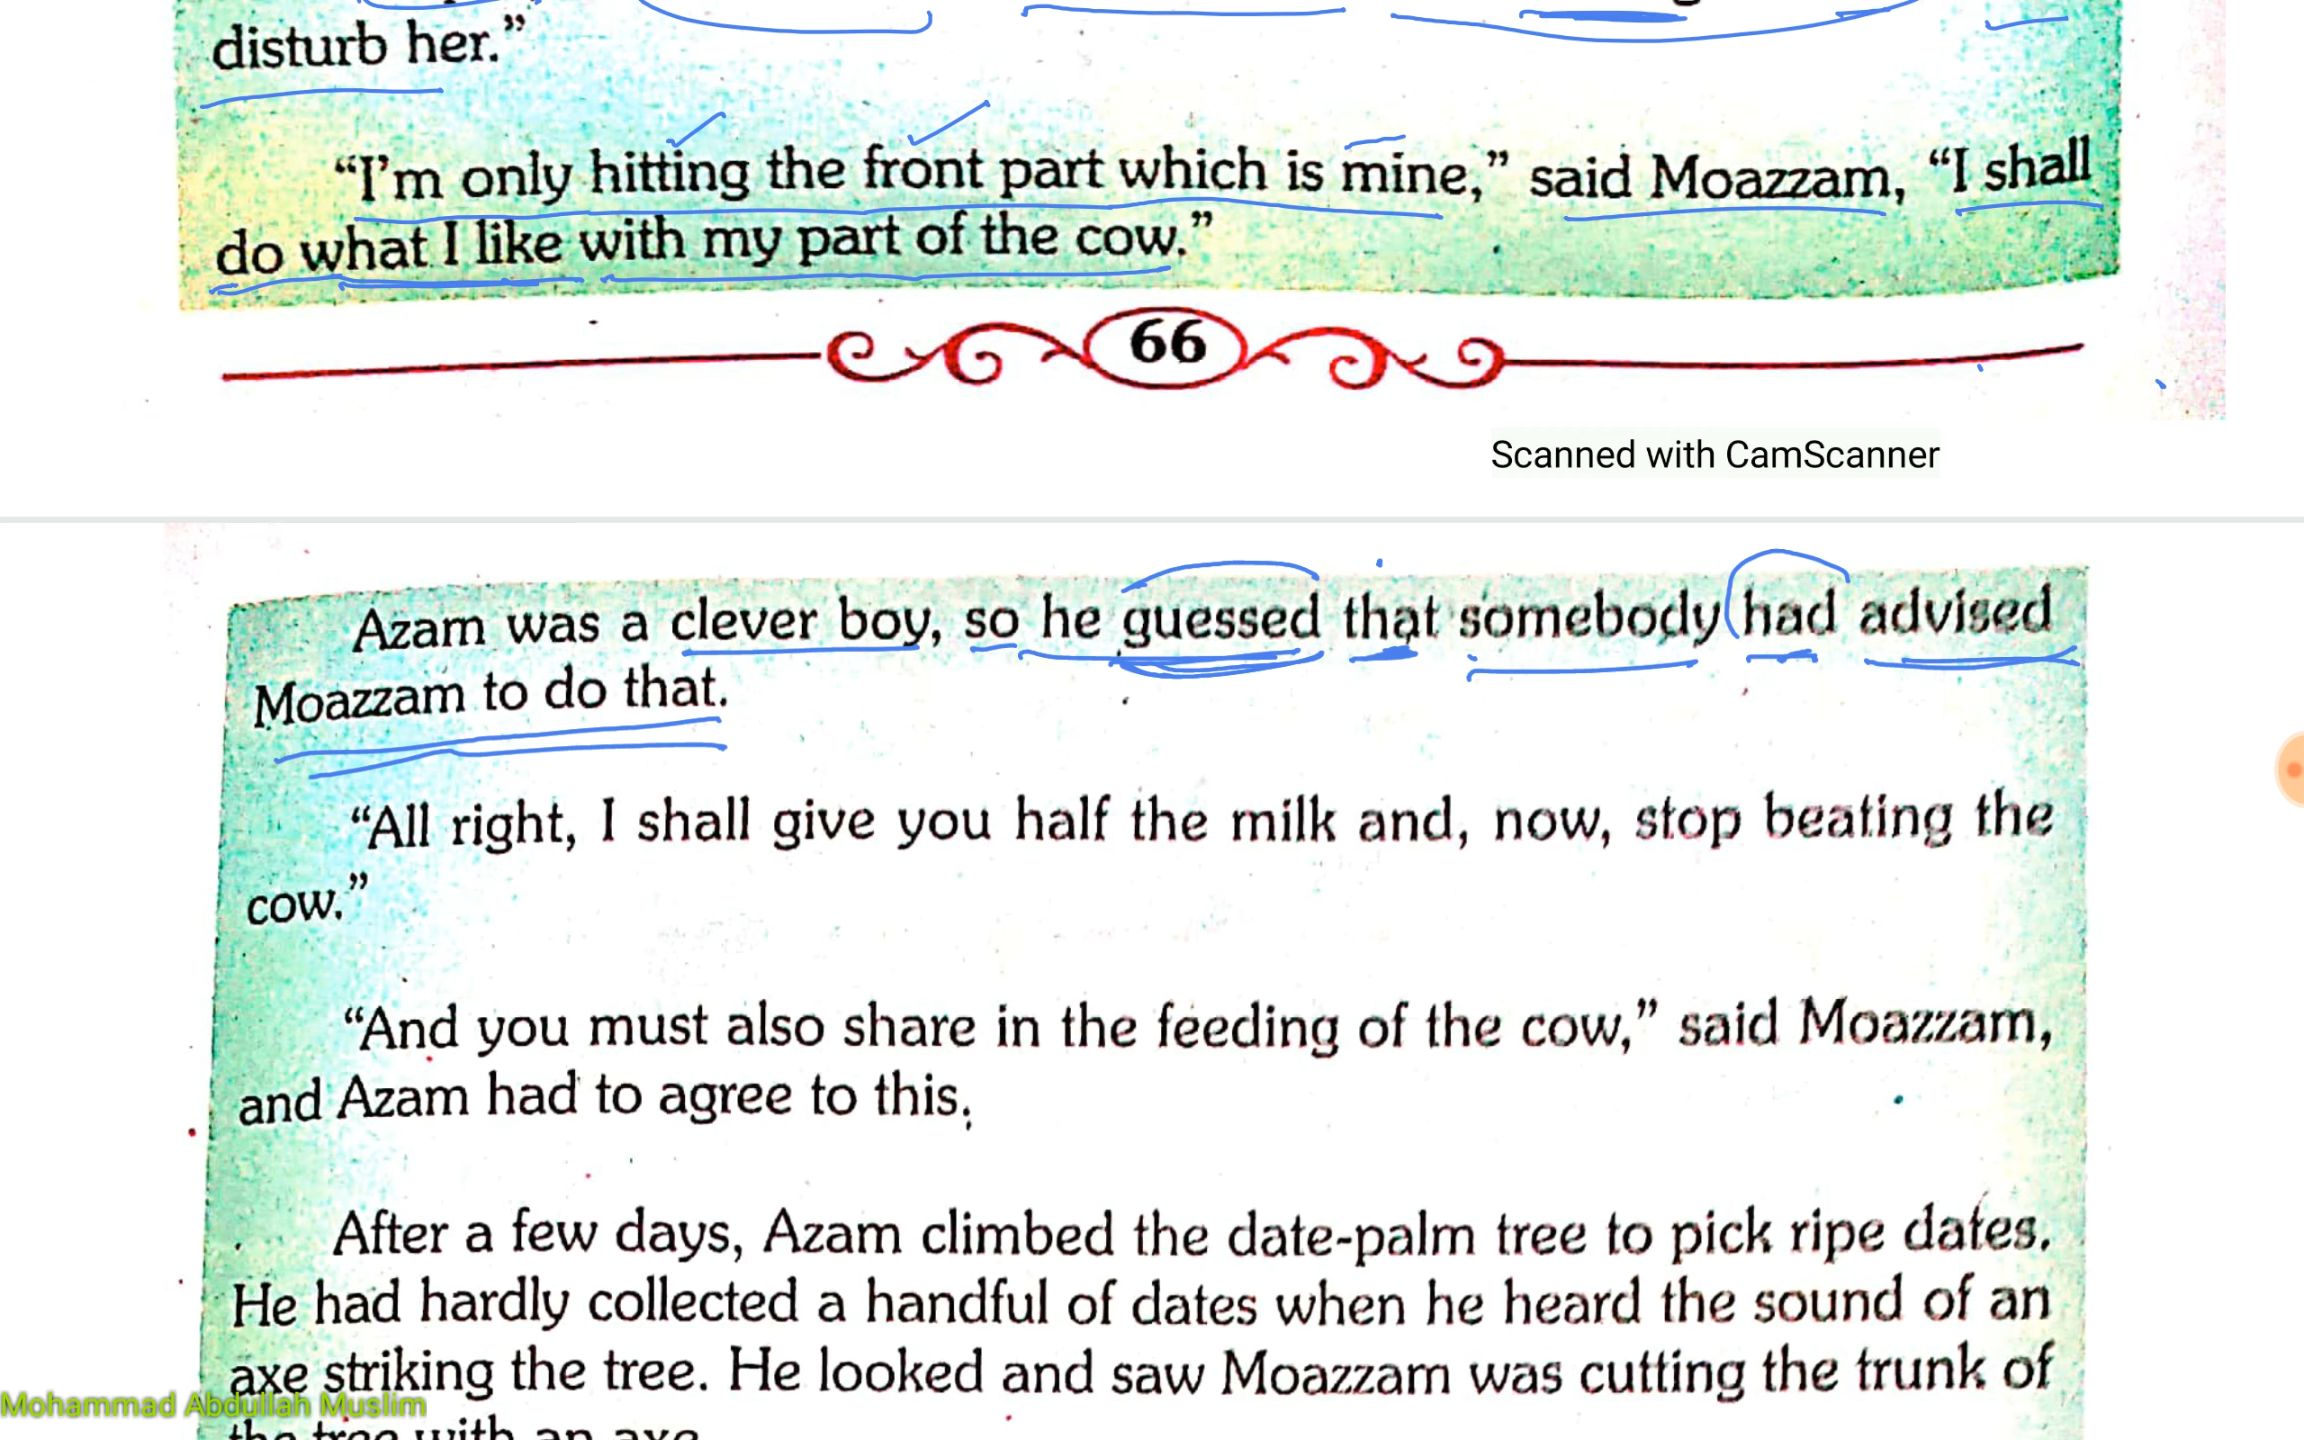 disturb her.”
“I’m only hitting the front part which is mine,” said Moazzam, “I shall
do what I like with my part of the cow.”
66
Scanned with CamScanner
Azam was a clever boy, so he guessed that somebody had advised
Moazzam to do that.
“All right, I shall give you half the milk and, now, stop beating the
cow.”
“And you must also share in the feeding of the cow,” said Moazzam,
and Azam had to agree to this.
After a few days, Azam climbed the date-palm tree to pick ripe dates.
He had hardly collected a handful of dates when he heard the sound of an
axe striking the tree. He looked and saw Moazzam was cutting the trunk of
Mohammad Abdullah Muslim
the tree with an axe